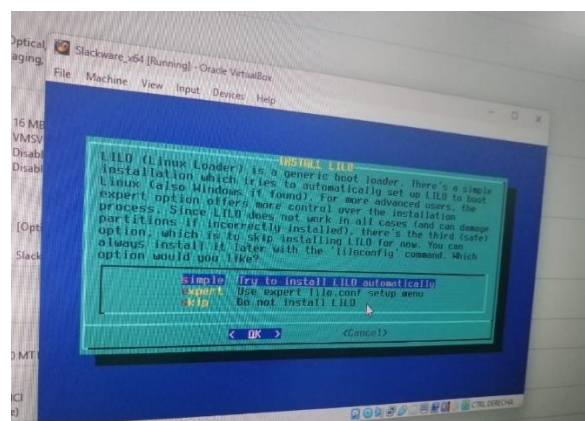 Optical,
aging,
Slackware_x64 [Running] - Oracle VirtualBox
File Machine View Input Devices Help
16 MB
VMSV
Disabl
Disabl
[Opti
Slack
0 MT
INSTALL LILO
LILO (Linux Loader) is a generic boot loader. There's a simple
installation which tries to automatically set up LILO to boot
Linux (also Windows if found). For more advanced users, the
expert option offers more control over the installation
process. Since LILO does not work in all cases (and can damage
partitions if incorrectly installed), there's the third (safe)
option, which is to skip installing LILO for now. You can
always install it later with the 'liloconfig' command. Which
option would you like?
simple Try to install LILO automatically
expert Use expert lilo.conf setup menu
skip Do not install LILO
< OK > <Cancel>
CTRL DERECHA